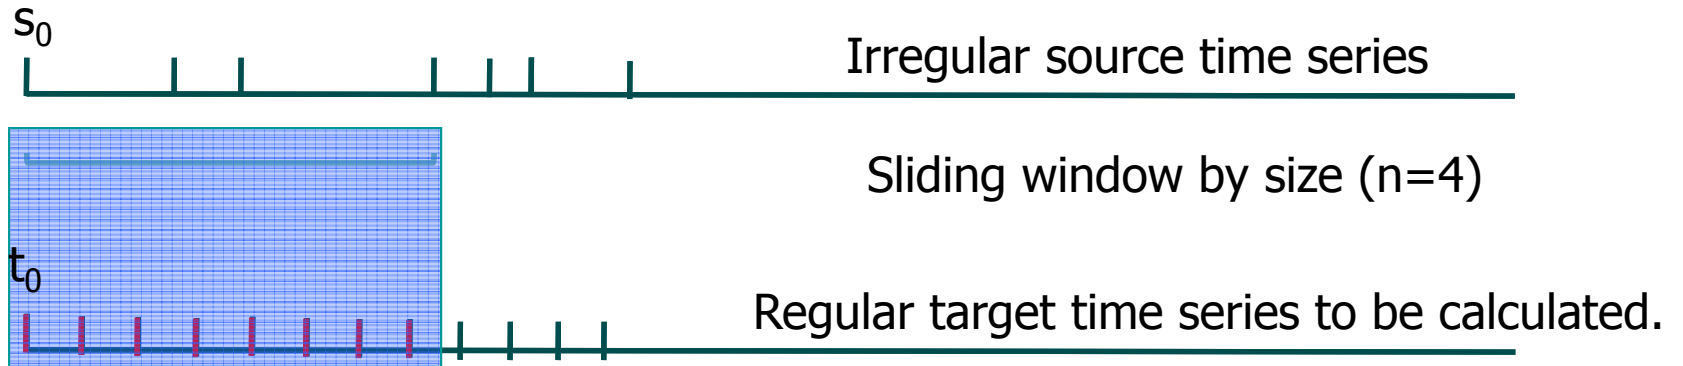 s₀
Irregular source time series
Sliding window by size (n=4)
t₀
Regular target time series to be calculated.